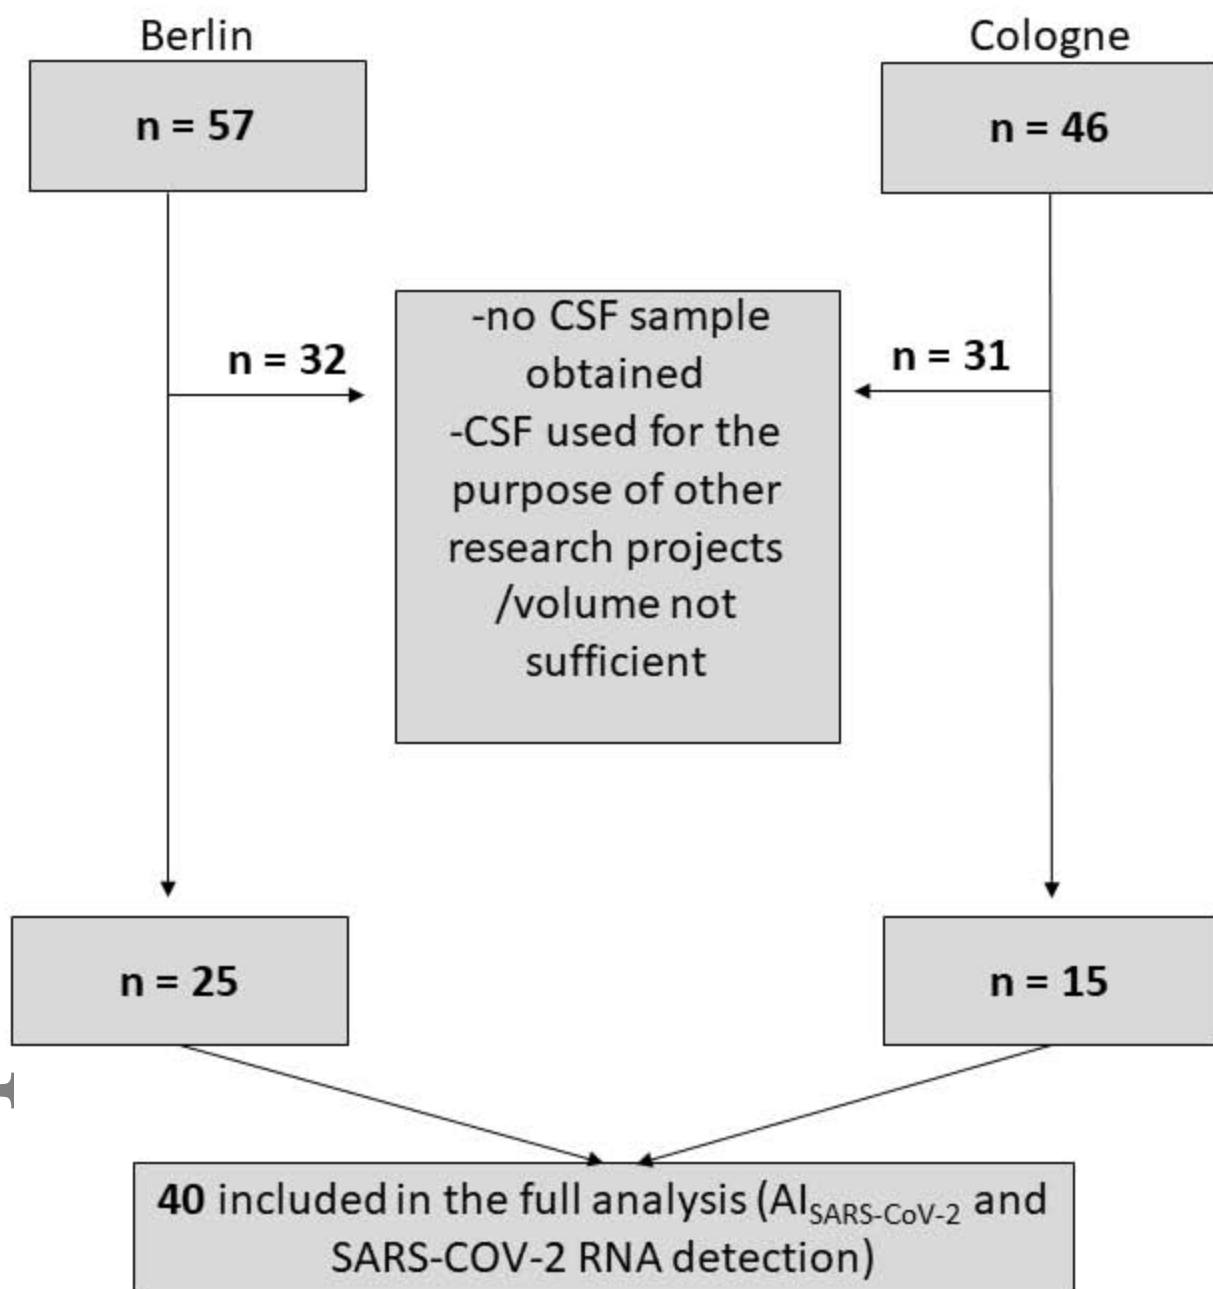 Berlin
Cologne
n = 57
n = 46
n = 32
-no CSF sample
obtained
-CSF used for the
purpose of other
research projects
/volume not
sufficient
n = 31
n = 25
n = 15
40 included in the full analysis (AI_SARS-CoV-2 and
SARS-COV-2 RNA detection)